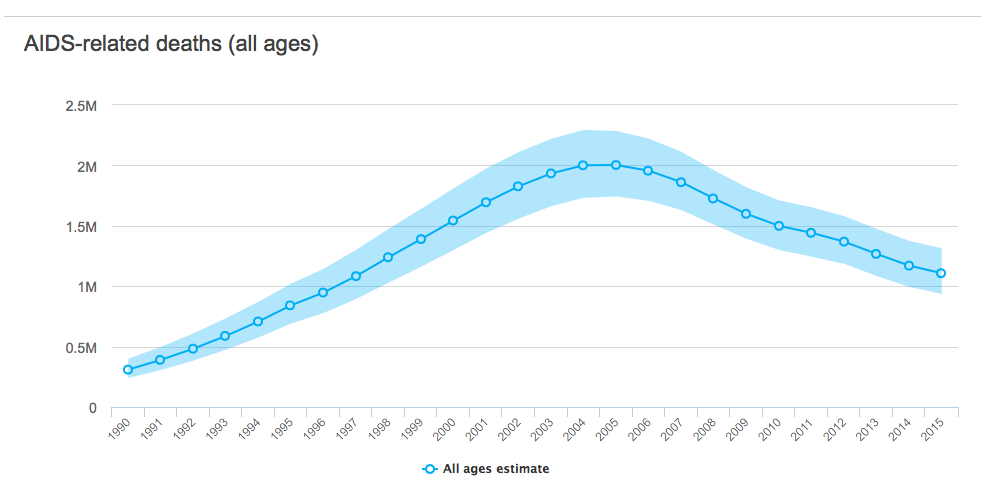 AIDS-related deaths (all ages)
2.5M
2M
1.5M
1M
0.5M
0
1990 1991 1992 1993 1994 1995 1996 1997 1998 1999 2000 2001 2002 2003 2004 2005 2006 2007 2008 2009 2010 2011 2012 2013 2014 2015
All ages estimate